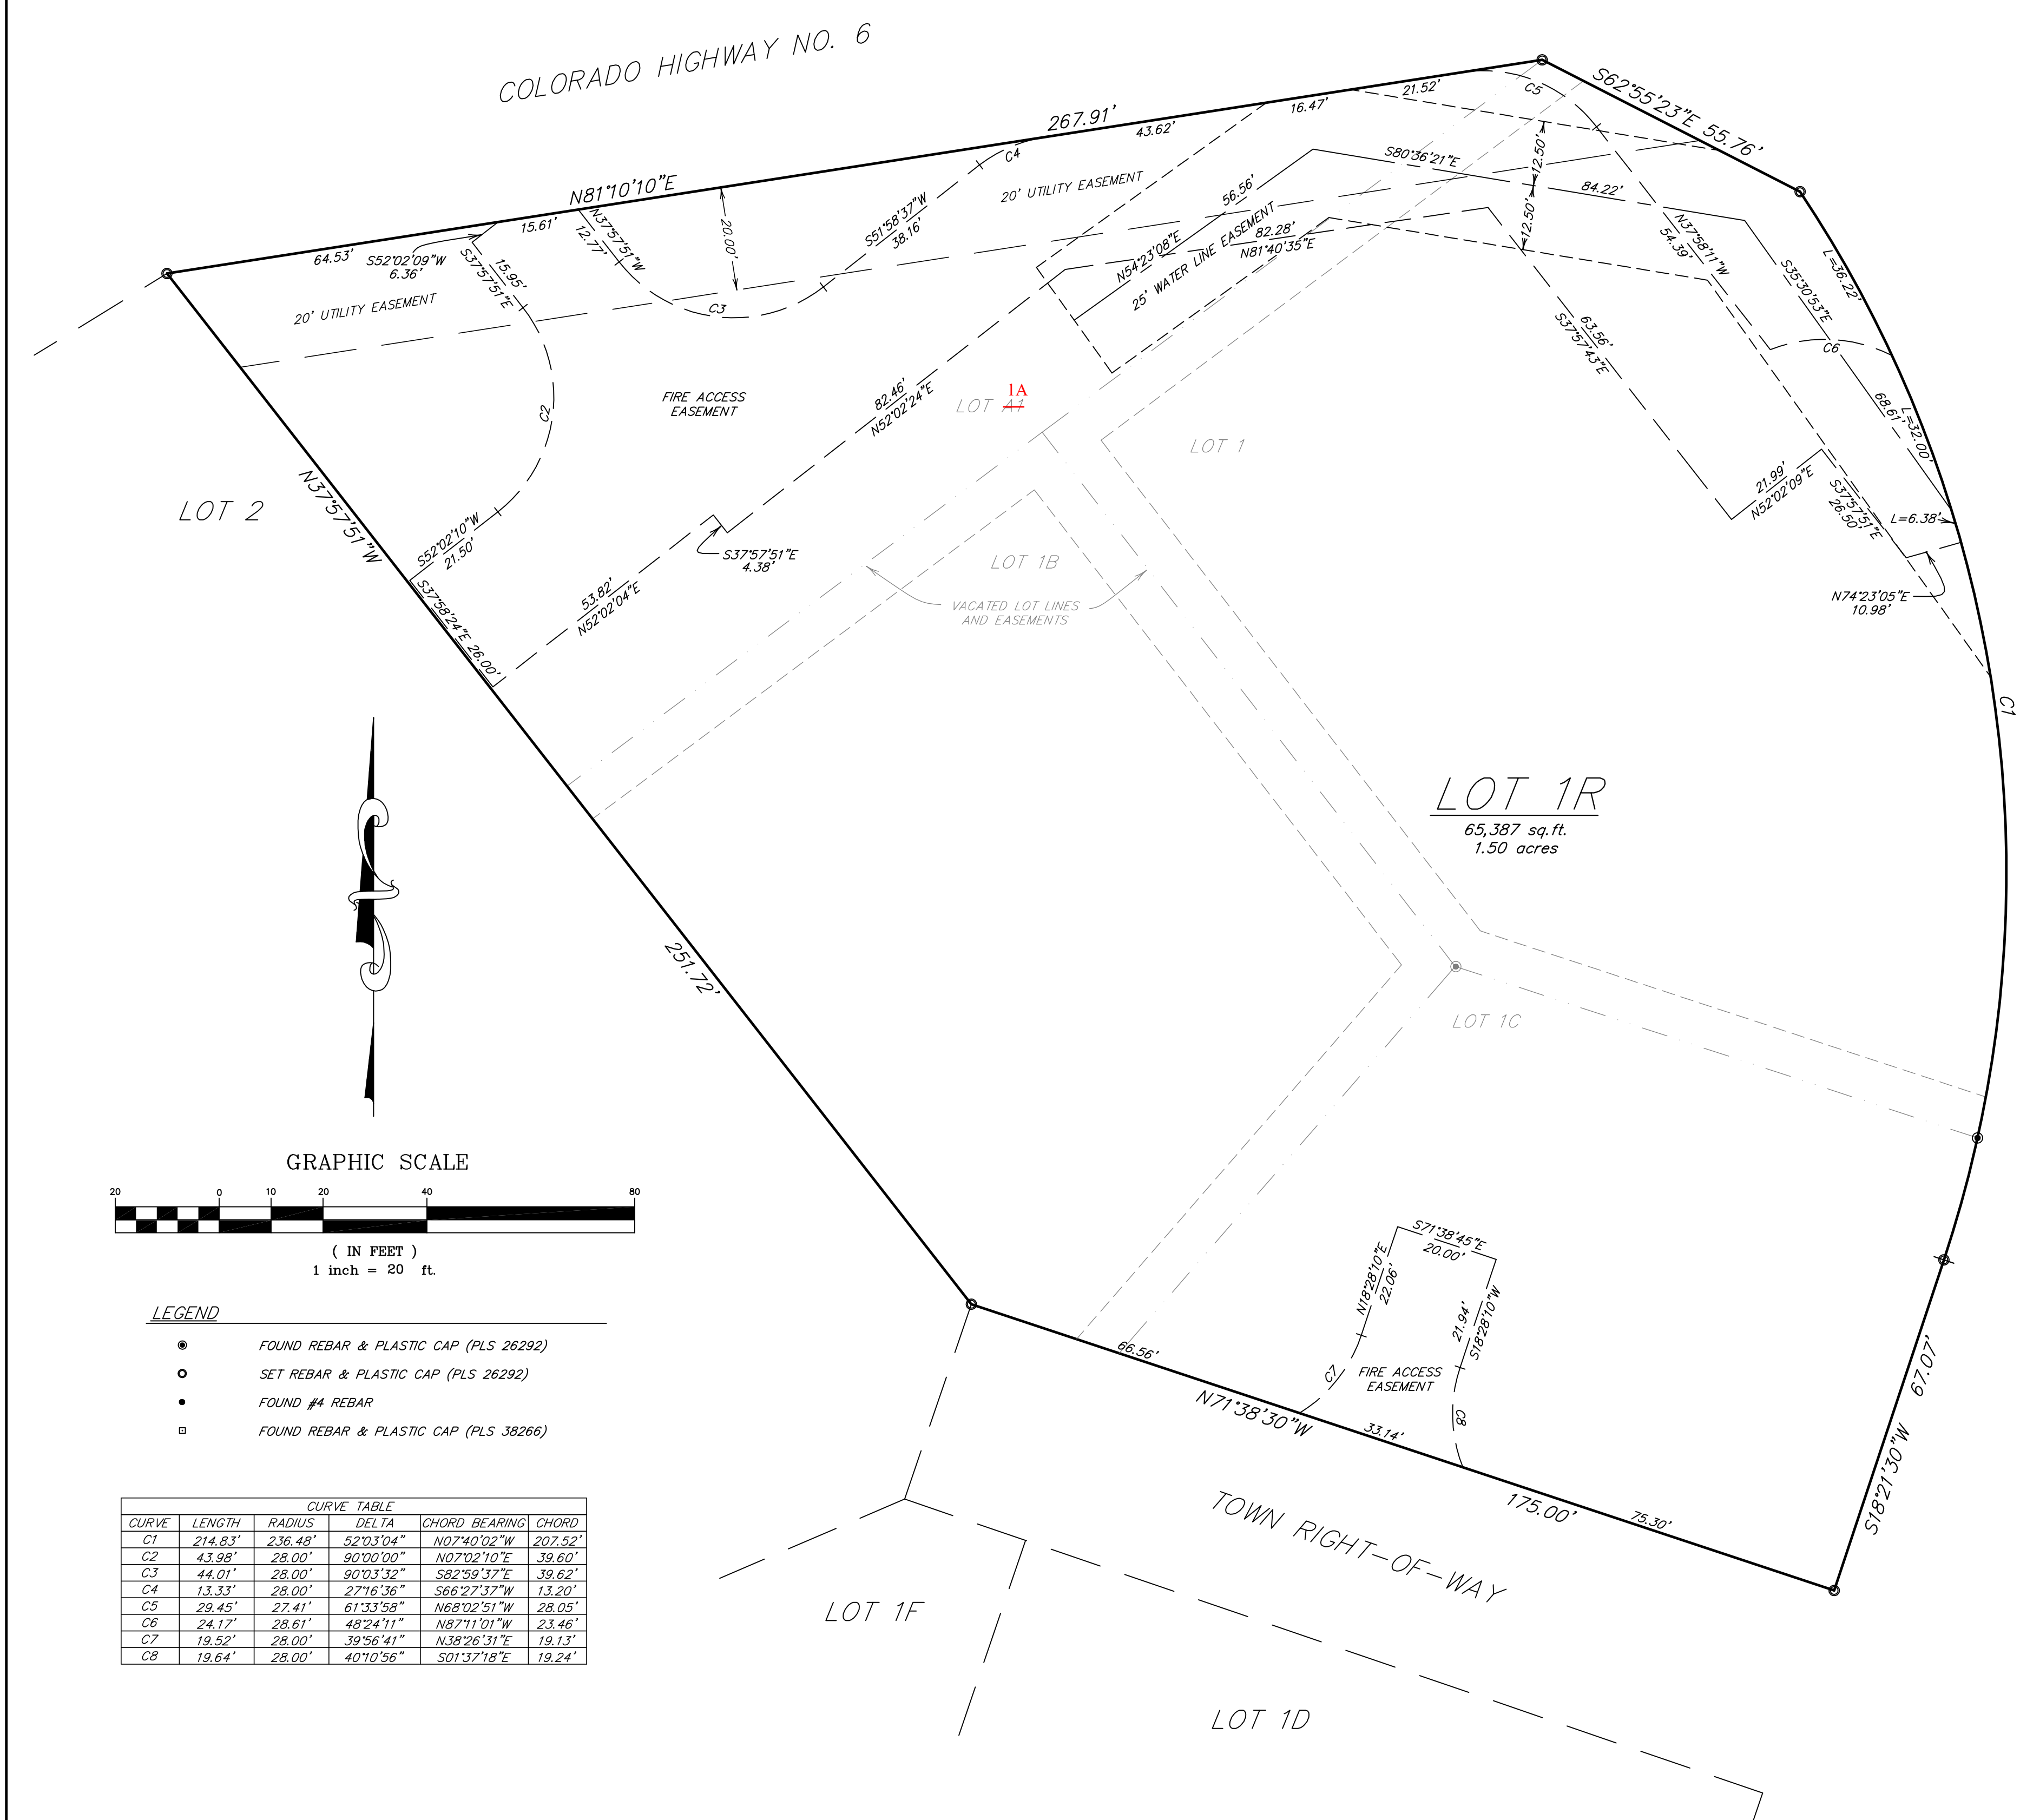 COLORADO HIGHWAY NO. 6
S62°55'23"E 55.76'
N81°10'10"E
267.91'
64.53'
15.61'
43.62'
16.47'
21.52'
C5
S52°02'09"W
6.36'
15.95'
S37°57'51"E
N37°57'51"W
12.77'
20.00'
C3
S51°58'37"W
38.16'
C4
20' UTILITY EASEMENT
20' UTILITY EASEMENT
N54°23'08"E
56.56'
25' WATER LINE EASEMENT
82.28'
N81°40'35"E
S80°36'21"E
84.22'
12.50'
12.50'
N37°58'11"W
54.39'
S35°30'53"E
68.61'
L=36.22'
L=32.00'
C6
63.56'
S37°57'43"E
21.99'
N52°02'09"E
S37°57'51"E
26.50'
L=6.38'
N74°23'05"E
10.98'
FIRE ACCESS
EASEMENT
C2
82.46'
N52°02'24"E
LOT A1
1A
LOT 1
LOT 2
N37°57'51"W
251.72'
S52°02'10"W
21.50'
S37°58'24"E 26.00'
53.82'
N52°02'04"E
S37°57'51"E
4.38'
LOT 1B
VACATED LOT LINES
AND EASEMENTS
C1
LOT 1R
65,387 sq.ft.
1.50 acres
LOT 1C
GRAPHIC SCALE
20 0 10 20 40 80
( IN FEET )
1 inch = 20 ft.
LEGEND
FOUND REBAR & PLASTIC CAP (PLS 26292)
SET REBAR & PLASTIC CAP (PLS 26292)
FOUND #4 REBAR
FOUND REBAR & PLASTIC CAP (PLS 38266)
S71°38'45"E
20.00'
N18°28'10"E
22.06'
21.94'
S18°28'10"W
C7
C8
FIRE ACCESS
EASEMENT
66.56'
N71°38'30"W
33.14'
175.00'
75.30'
S18°21'30"W 67.07'
TOWN RIGHT-OF-WAY
LOT 1F
LOT 1D
CURVE TABLE
CURVE LENGTH RADIUS DELTA CHORD BEARING CHORD
C1 214.83' 236.48' 52°03'04" N07°40'02"W 207.52'
C2 43.98' 28.00' 90°00'00" N07°02'10"E 39.60'
C3 44.01' 28.00' 90°03'32" S82°59'37"E 39.62'
C4 13.33' 28.00' 27°16'36" S66°27'37"W 13.20'
C5 29.45' 27.41' 61°33'58" N68°02'51"W 28.05'
C6 24.17' 28.61' 48°24'11" N87°11'01"W 23.46'
C7 19.52' 28.00' 39°56'41" N38°26'31"E 19.13'
C8 19.64' 28.00' 40°10'56" S01°37'18"E 19.24'